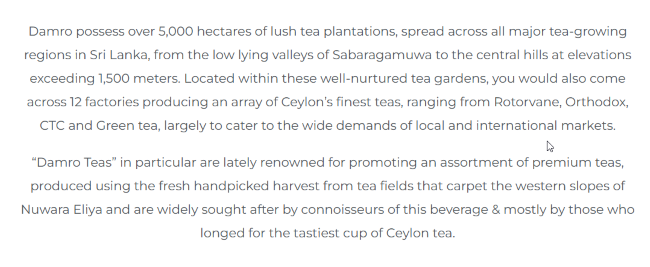 Damro possess over 5,000 hectares of lush tea plantations, spread across all major tea-growing
regions in Sri Lanka, from the low lying valleys of Sabaragamuwa to the central hills at elevations
exceeding 1,500 meters. Located within these well-nurtured tea gardens, you would also come
across 12 factories producing an array of Ceylon’s finest teas, ranging from Rotorvane, Orthodox,
CTC and Green tea, largely to cater to the wide demands of local and international markets.
“Damro Teas” in particular are lately renowned for promoting an assortment of premium teas,
produced using the fresh handpicked harvest from tea fields that carpet the western slopes of
Nuwara Eliya and are widely sought after by connoisseurs of this beverage & mostly by those who
longed for the tastiest cup of Ceylon tea.